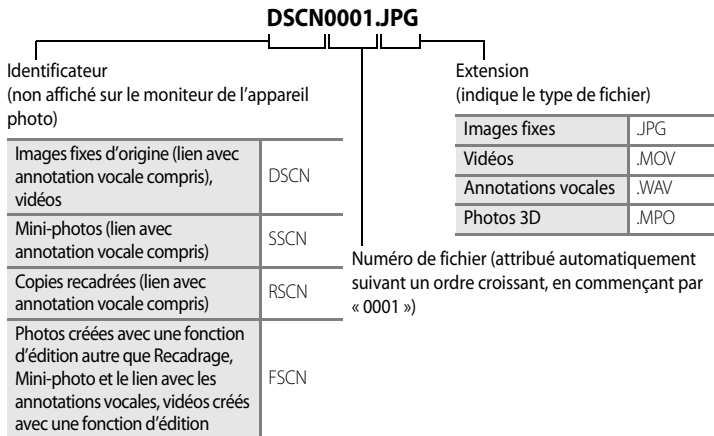 DSCN0001.JPG
Identificateur
(non affiché sur le moniteur de l'appareil
photo)
Images fixes d'origine (lien avec
annotation vocale compris),
vidéos
DSCN
Mini-photos (lien avec
annotation vocale compris)
SSCN
Copies recadrées (lien avec
annotation vocale compris)
RSCN
Photos créées avec une fonction
d'édition autre que Recadrage,
Mini-photo et le lien avec les
annotations vocales, vidéos créés
avec une fonction d'édition
FSCN
Extension
(indique le type de fichier)
Images fixes .JPG
Vidéos .MOV
Annotations vocales .WAV
Photos 3D .MPO
Numéro de fichier (attribué automatiquement
suivant un ordre croissant, en commençant par
« 0001 »)